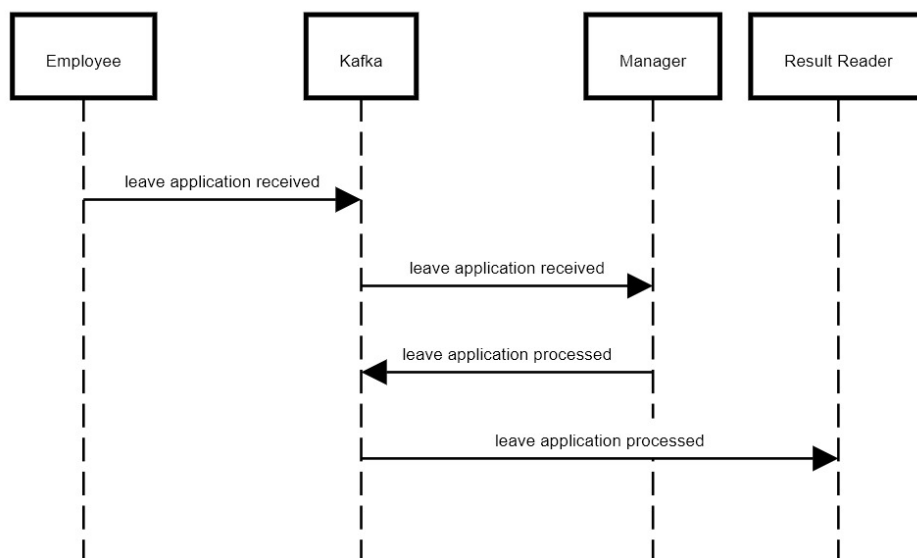 Employee
Kafka
Manager
Result Reader
leave application received
leave application received
leave application processed
leave application processed